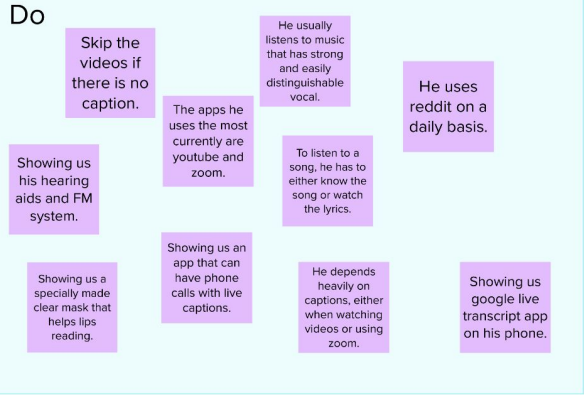 Do
Skip the
videos if
there is no
caption.
He usually
listens to music
that has strong
and easily
distinguishable
vocal.
He uses
reddit on a
daily basis.
The apps he
uses the most
currently are
youtube and
zoom.
Showing us
his hearing
aids and FM
system.
To listen to a
song, he has to
either know the
song or watch
the lyrics.
Showing us a
specially made
clear mask that
helps lips
reading.
Showing us an
app that can
have phone
calls with live
captions.
He depends
heavily on
captions, either
when watching
videos or using
zoom.
Showing us
google live
transcript app
on his phone.